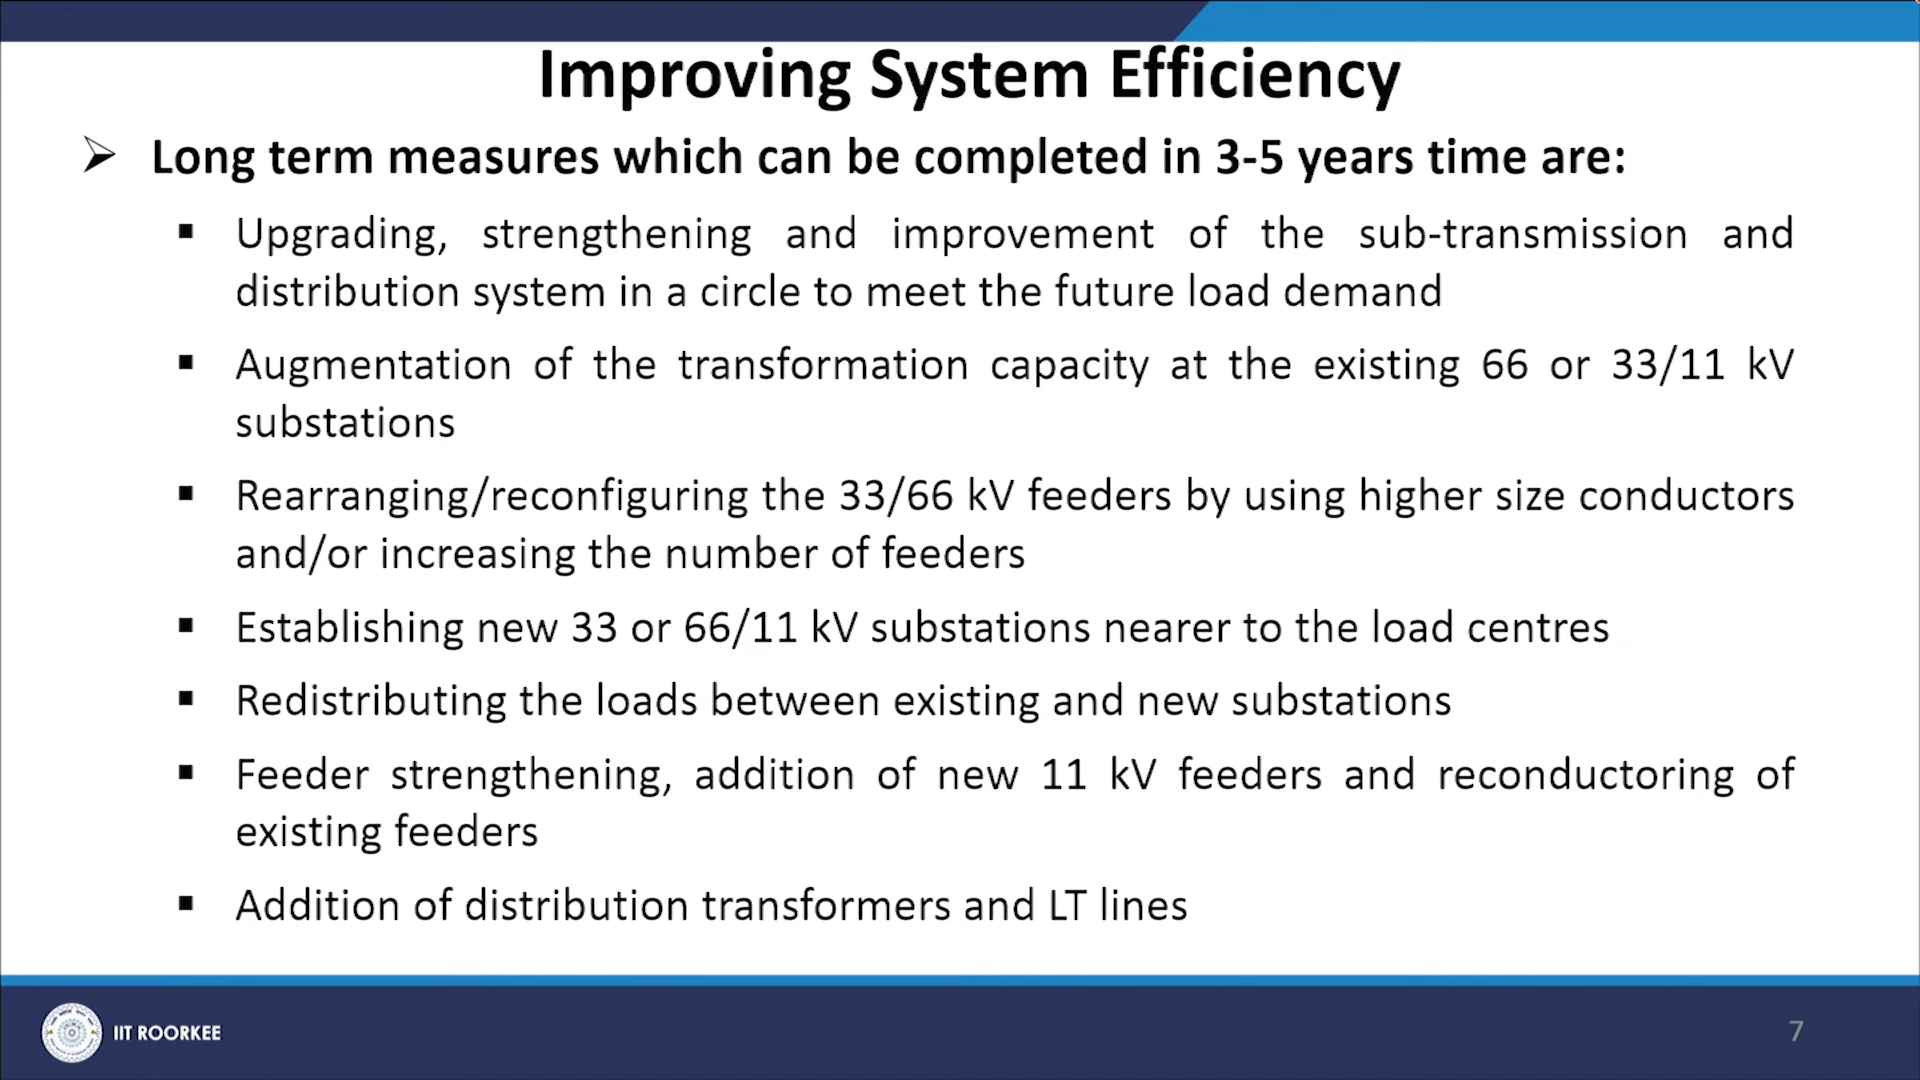 Improving System Efficiency
➢ Long term measures which can be completed in 3-5 years time are:
▪ Upgrading, strengthening and improvement of the sub-transmission and
distribution system in a circle to meet the future load demand
▪ Augmentation of the transformation capacity at the existing 66 or 33/11 kV
substations
▪ Rearranging/reconfiguring the 33/66 kV feeders by using higher size conductors
and/or increasing the number of feeders
▪ Establishing new 33 or 66/11 kV substations nearer to the load centres
▪ Redistributing the loads between existing and new substations
▪ Feeder strengthening, addition of new 11 kV feeders and reconductoring of
existing feeders
▪ Addition of distribution transformers and LT lines
IIT ROORKEE
7